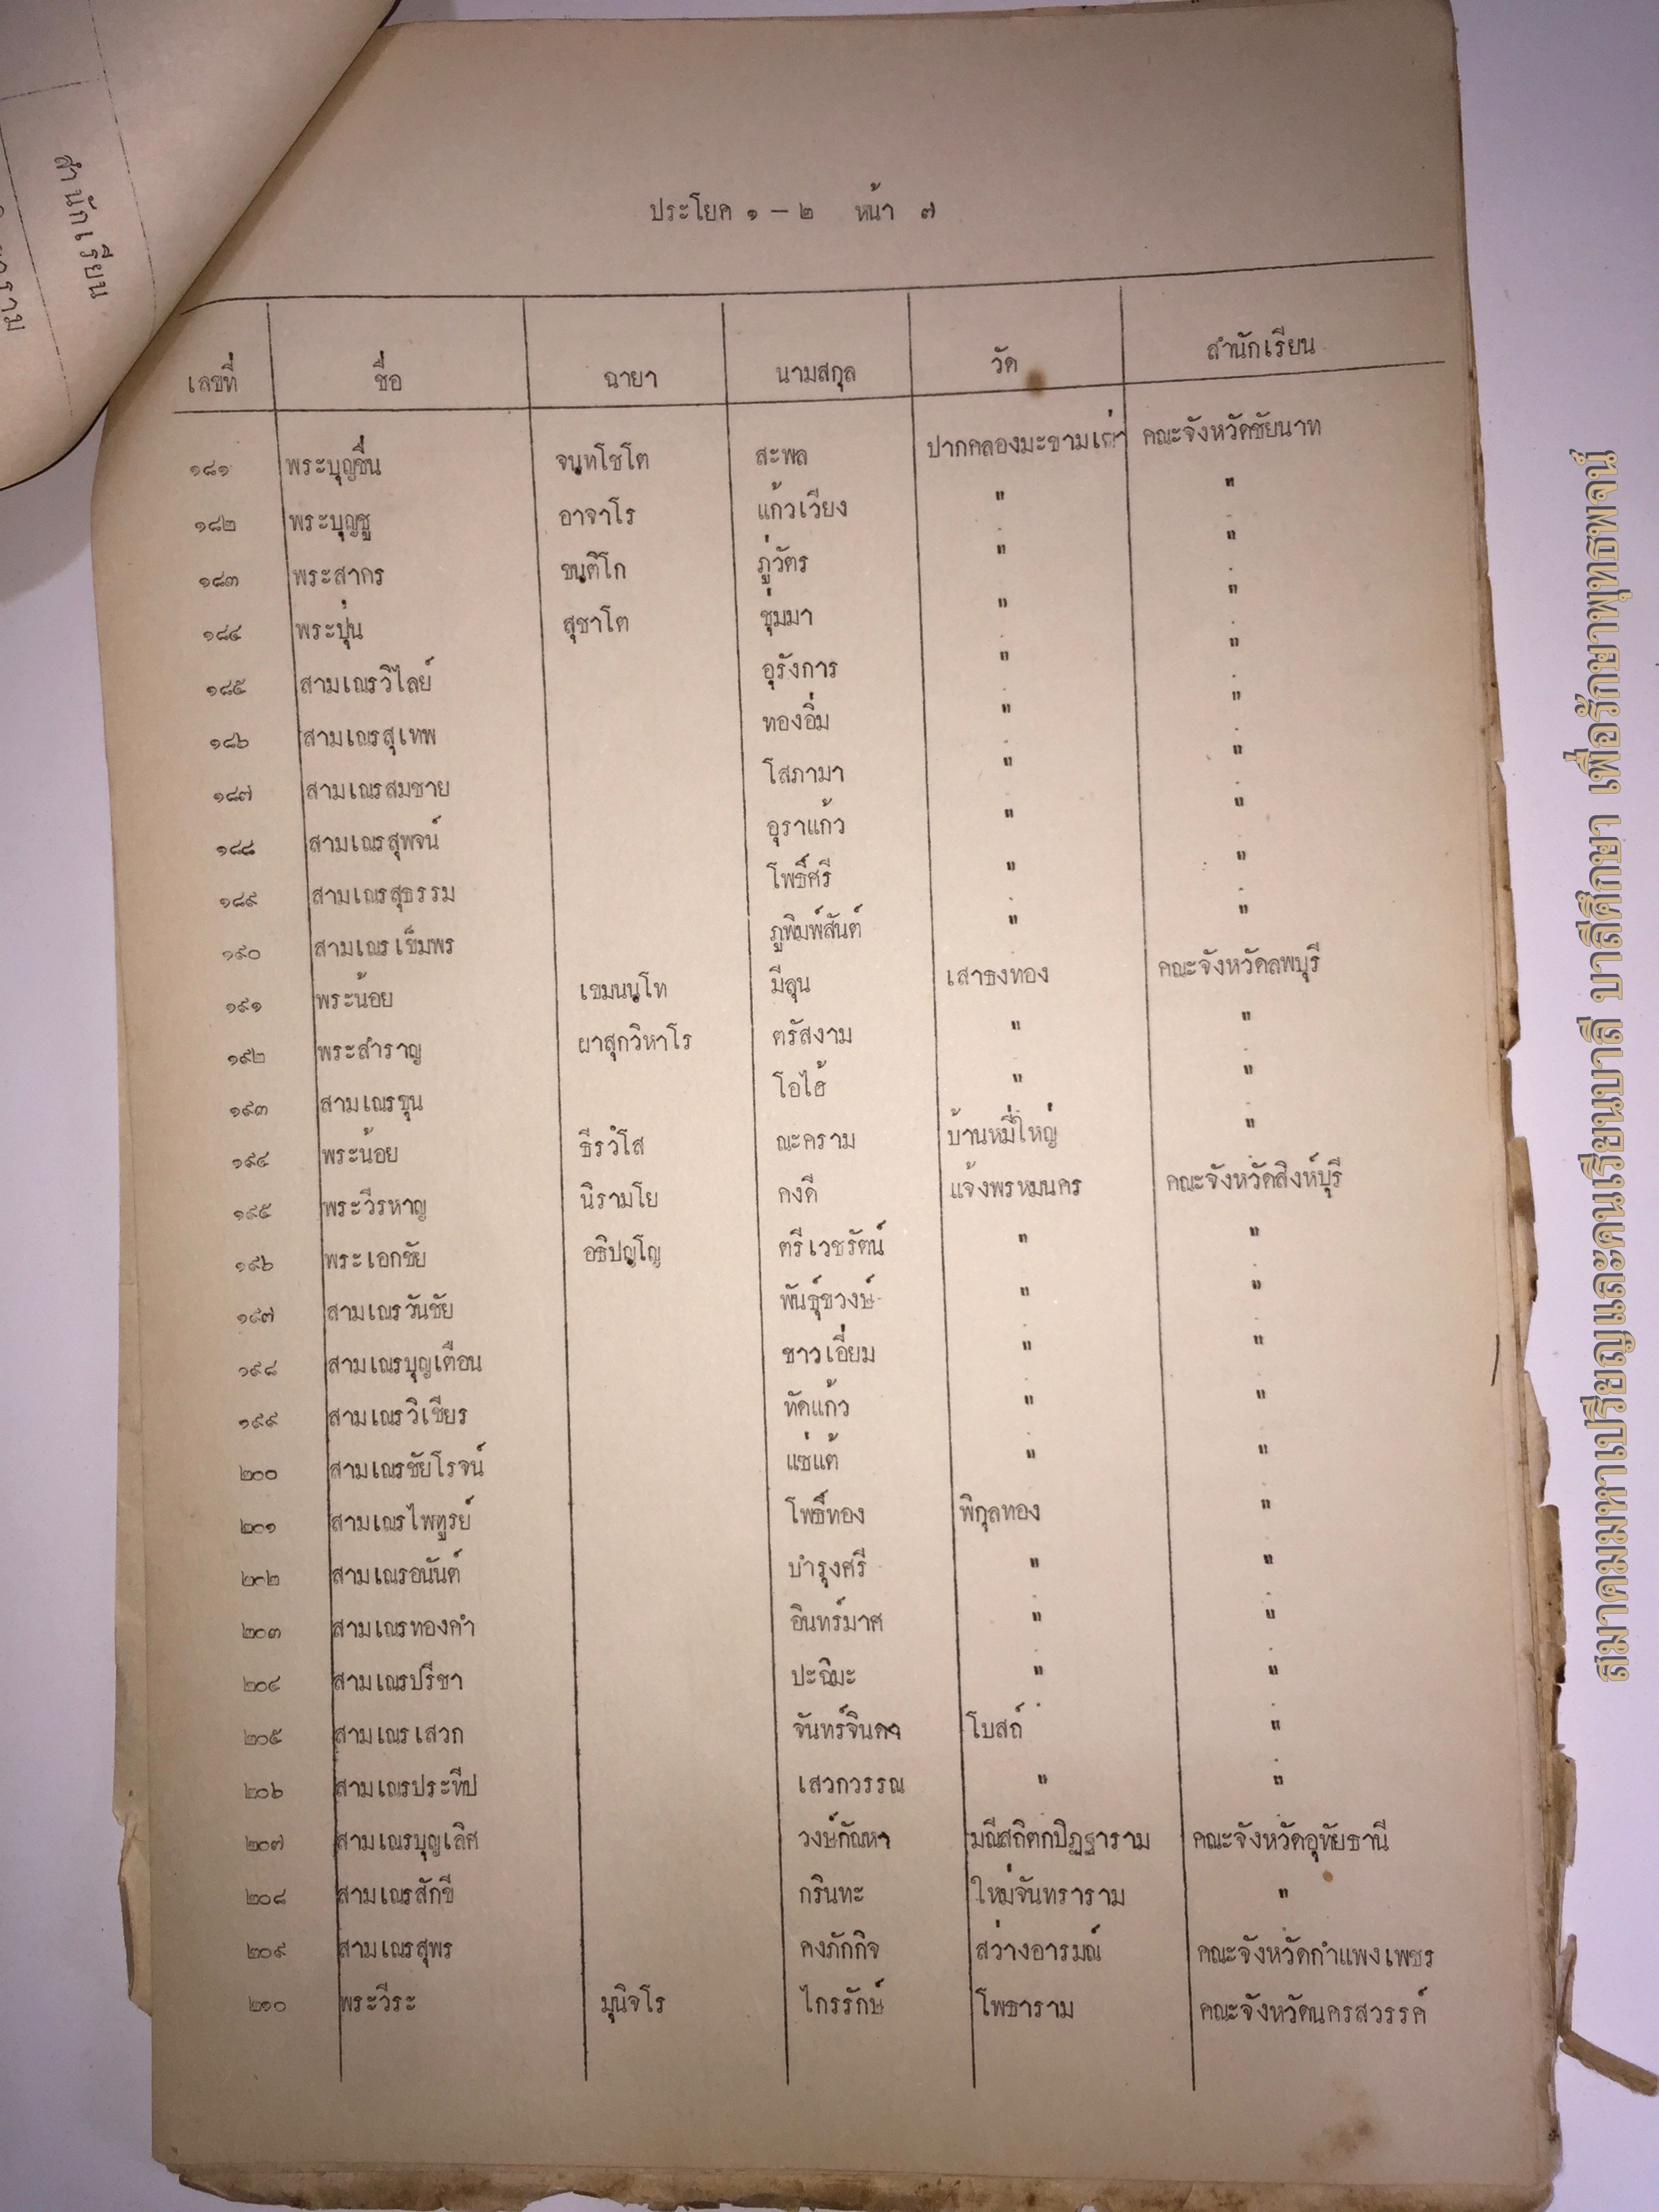 สำนักเรียน
ประโยค ๑ – ๒ หน้า ๗
เลขที่ ชื่อ ฉายา นามสกุล วัด สำนักเรียน
๑๘๑ พระบุญชื่น จนฺทโชโต สะพล ปากคลองมะขามเฒ่า คณะจังหวัดชัยนาท
๑๘๒ พระบุญชู อาจาโร แก้วเวียง " "
๑๘๓ พระสากร ขนฺติโก ภู่วัตร " "
๑๘๔ พระปุ่น สุชาโต ชุ่มมา " "
๑๘๕ สามเณรวิไลย์ อุรังการ " "
๑๘๖ สามเณรสุเทพ ทองอิ่ม " "
๑๘๗ สามเณรสมชาย โสภามา " "
๑๘๘ สามเณรสุพจน์ อุราแก้ว " "
๑๘๙ สามเณรสุธรรม โพธิ์ศรี " "
๑๙๐ สามเณรเข็มพร ภูพิมพ์สันต์ " "
๑๙๑ พระน้อย เขมนนฺโท มีลุน เสาธงทอง คณะจังหวัดลพบุรี
๑๙๒ พระสำราญ ผาสุกวิหาโร ตรัสงาม " "
๑๙๓ สามเณรชุน โอไอ้ " "
๑๙๔ พระน้อย ธีรวํโส ณะคราม บ้านหมี่ใหญ่ "
๑๙๕ พระวีรหาญ นิรามโย คงดี แจ้งพรหมนคร คณะจังหวัดสิงห์บุรี
๑๙๖ พระเอกชัย อธิปญฺโญ ตรีเวชรัตน์ " "
๑๙๗ สามเณรวันชัย พันธุ์ชวงษ์ " "
๑๙๘ สามเณรบุญเตือน ชาวเอี่ยม " "
๑๙๙ สามเณรวิเชียร ทัดแก้ว " "
๒๐๐ สามเณรชัยโรจน์ แซ่แต้ " "
๒๐๑ สามเณรไพฑูรย์ โพธิ์ทอง พิกุลทอง "
๒๐๒ สามเณรอนันต์ บำรุงศรี " "
๒๐๓ สามเณรทองคำ อินทร์มาศ " "
๒๐๔ สามเณรปรีชา ปะฉิมะ " "
๒๐๕ สามเณรเสวก จันทร์จินดา โบสถ์ "
๒๐๖ สามเณรประทีป เสวกวรรณ " "
๒๐๗ สามเณรบุญเลิศ วงษ์กัณหา มณีสถิตกปิฏฐาราม คณะจังหวัดอุทัยธานี
๒๐๘ สามเณรสักขี กรินทะ ใหม่จันทราราม "
๒๐๙ สามเณรสุพร คงภักกิจ สว่างอารมณ์ คณะจังหวัดกำแพงเพชร
๒๑๐ พระวีระ มุนิจโร ไกรรักษ์ โพธาราม คณะจังหวัดนครสวรรค์
สมาคมมหาเปรียญและคนเรียนบาลี บาลีศึกษา เพื่อรักษาพุทธพจน์